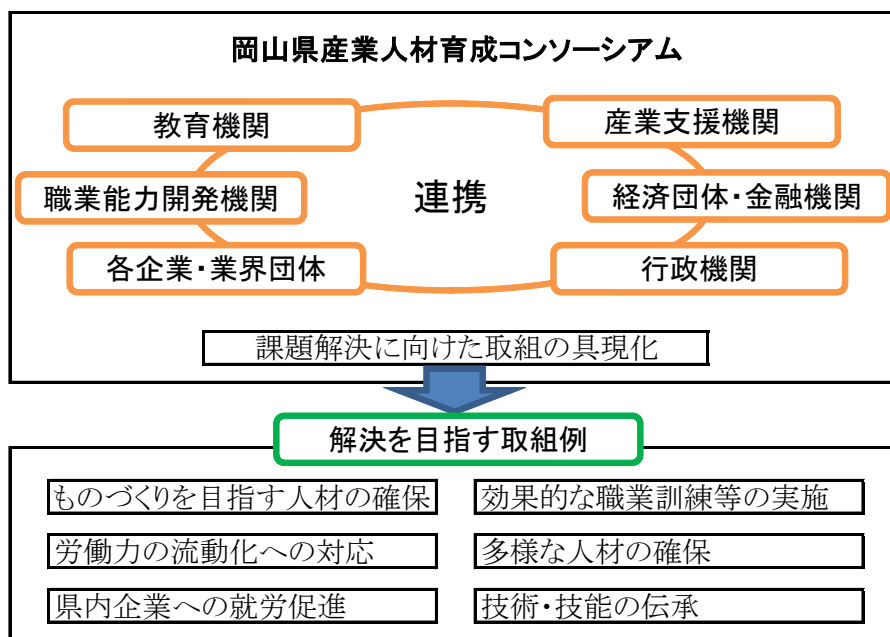 岡山県産業人材育成コンソーシアム
教育機関
産業支援機関
職業能力開発機関
連携
経済団体・金融機関
各企業・業界団体
行政機関
課題解決に向けた取組の具現化
解決を目指す取組例
ものづくりを目指す人材の確保
効果的な職業訓練等の実施
労働力の流動化への対応
多様な人材の確保
県内企業への就労促進
技術・技能の伝承